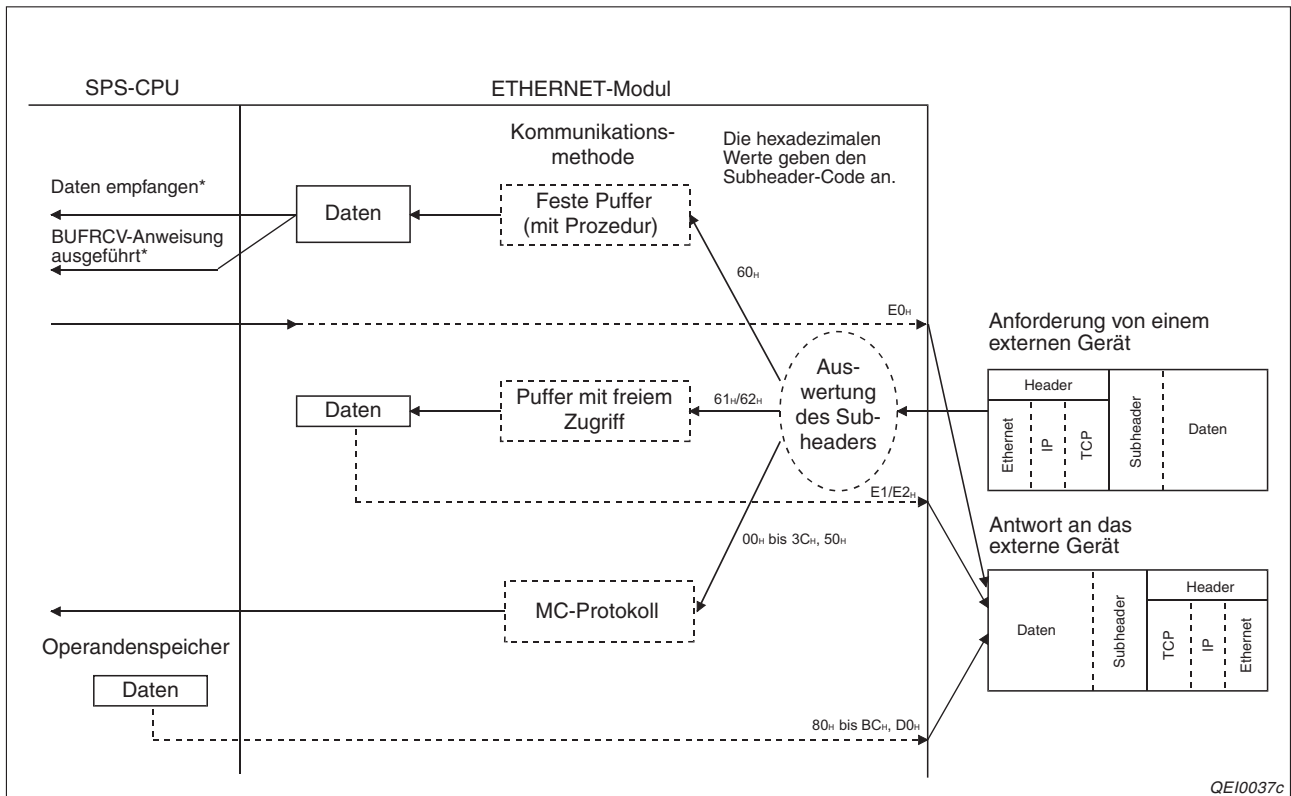 SPS-CPU
ETHERNET-Modul
Kommunikations-
methode
Die hexadezimalen
Werte geben den
Subheader-Code an.
Daten empfangen*
BUFRCV-Anweisung
ausgeführt*
Daten
Feste Puffer
(mit Prozedur)
60H
E0H
Anforderung von einem
externen Gerät
Header
Ethernet
IP
TCP
Subheader
Daten
Aus-
wertung
des Sub-
headers
61H/62H
Puffer mit freiem
Zugriff
Daten
E1/E2H
Antwort an das
externe Gerät
Header
Daten
Subheader
TCP
IP
Ethernet
00H bis 3CH, 50H
MC-Protokoll
Operandenspeicher
Daten
80H bis BCH, D0H
QEI0037c